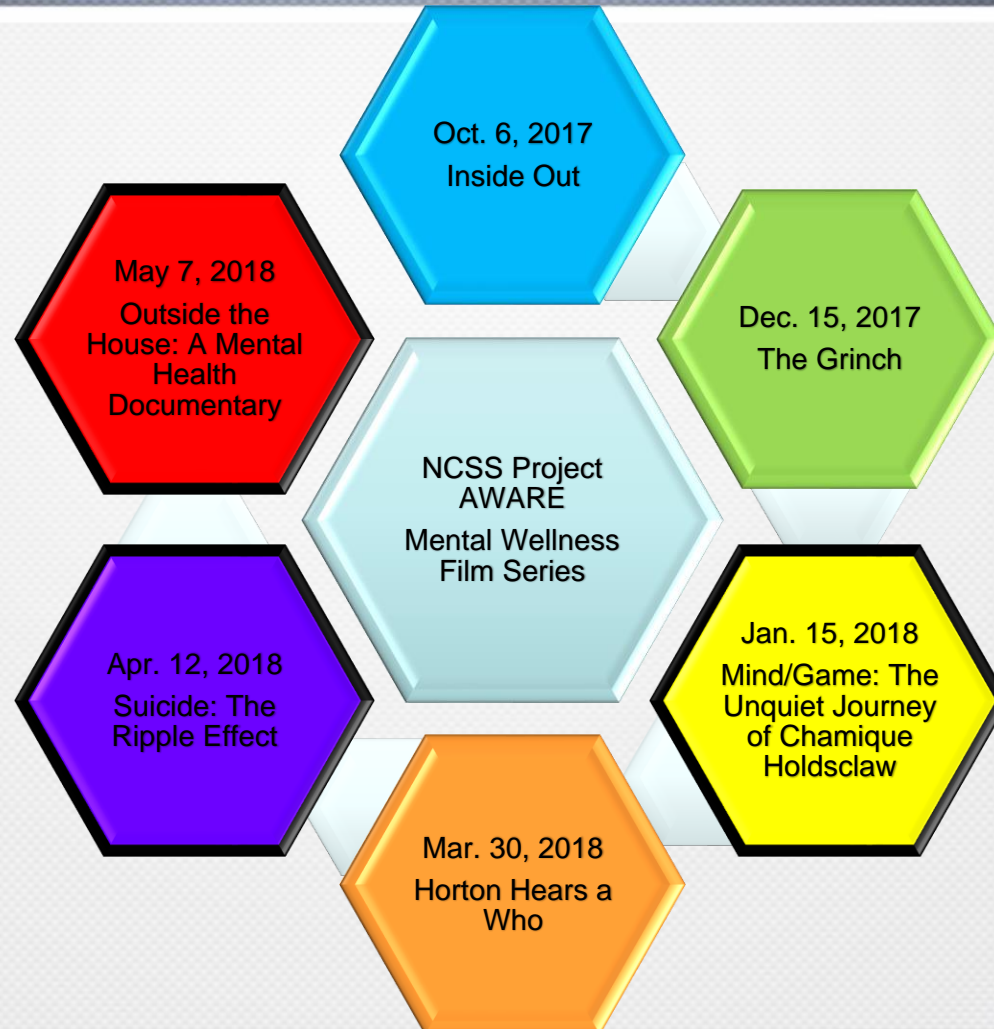 Oct. 6, 2017
Inside Out
Dec. 15, 2017
The Grinch
Jan. 15, 2018
Mind/Game: The
Unquiet Journey
of Chamique
Holdsclaw
Mar. 30, 2018
Horton Hears a
Who
Apr. 12, 2018
Suicide: The
Ripple Effect
May 7, 2018
Outside the
House: A Mental
Health
Documentary
NCSS Project
AWARE
Mental Wellness
Film Series